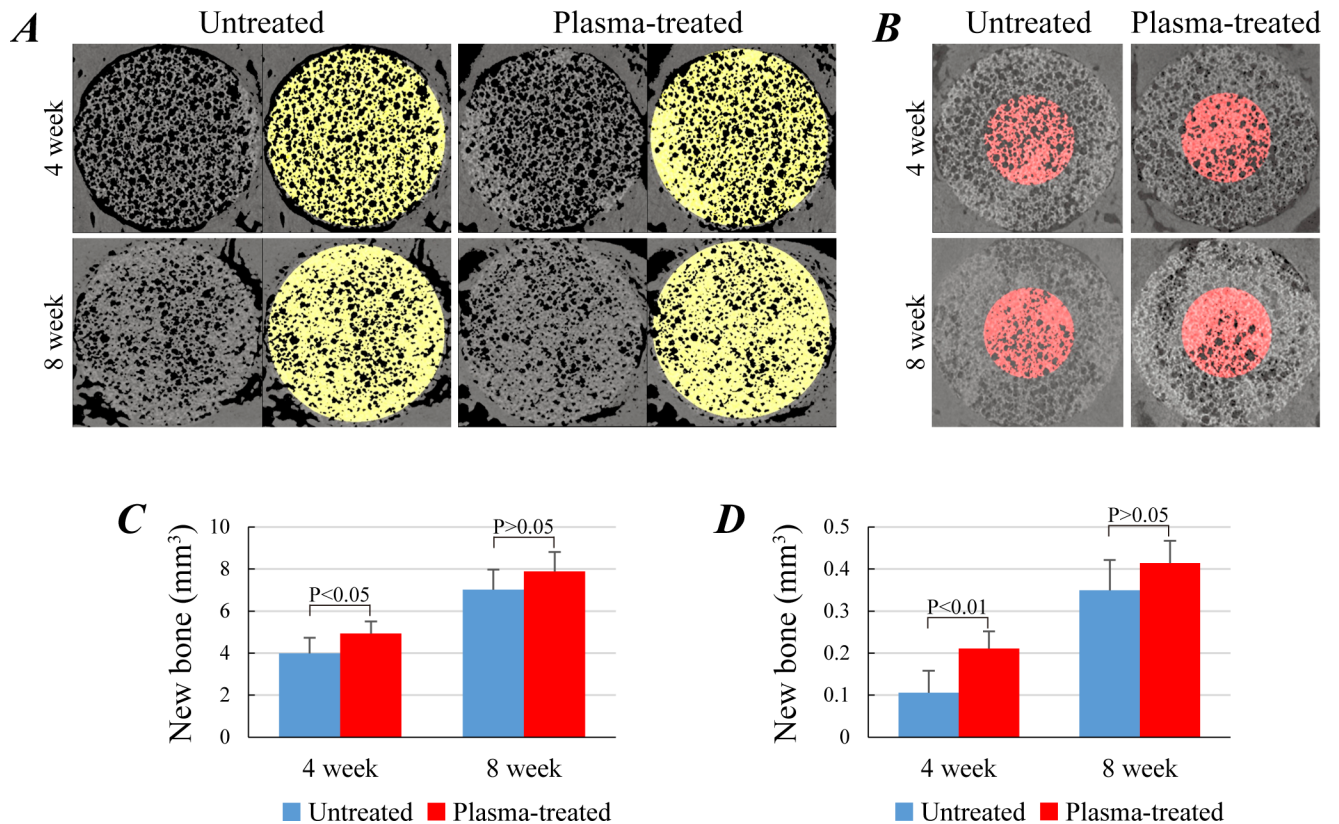 A
Untreated
Plasma-treated
4 week
8 week
B
Untreated
Plasma-treated
4 week
8 week
C
New bone (mm³)
10
8
6
4
2
0
P<0.05
P>0.05
4 week
8 week
Untreated
Plasma-treated
D
New bone (mm³)
0.5
0.4
0.3
0.2
0.1
0
P<0.01
P>0.05
4 week
8 week
Untreated
Plasma-treated